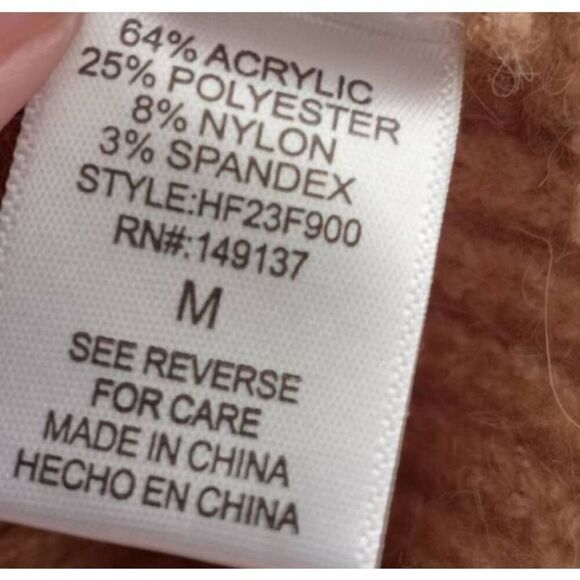 64% ACRYLIC
25% POLYESTER
8% NYLON
3% SPANDEX
STYLE:HF23F900
RN#:149137
M
SEE REVERSE
FOR CARE
MADE IN CHINA
HECHO EN CHINA